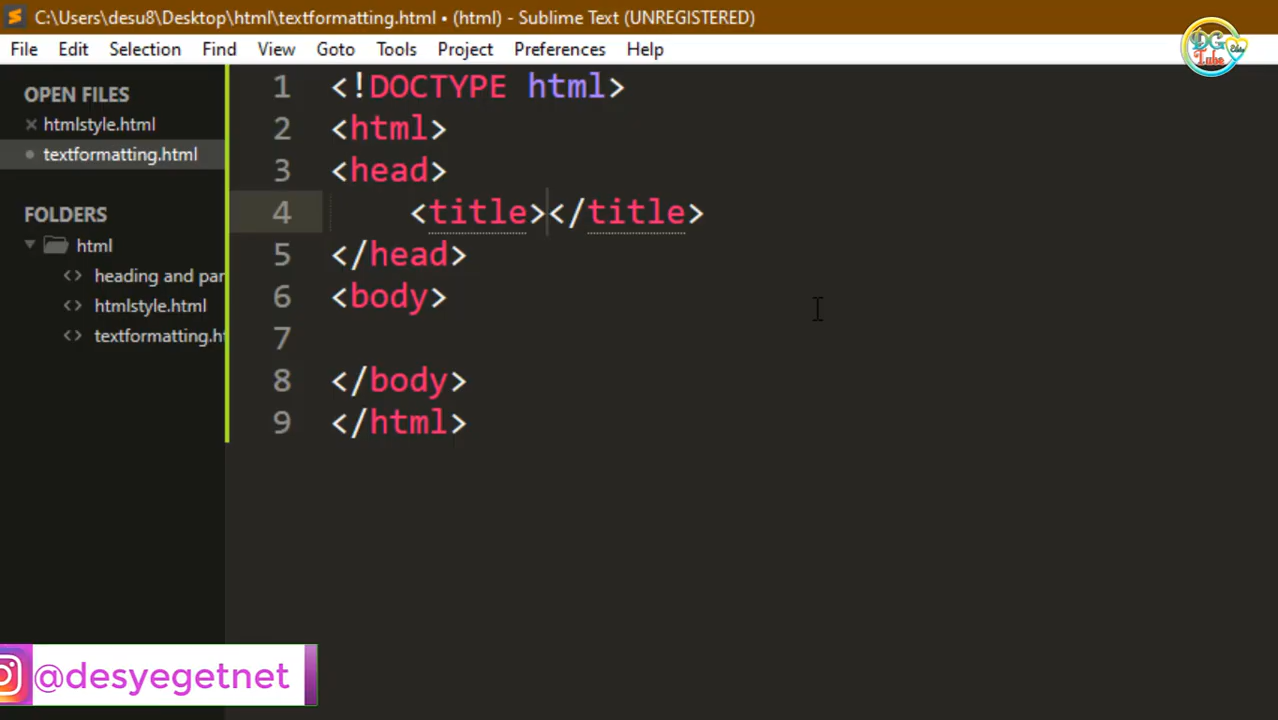 C:\Users\desu8\Desktop\html\textformatting.html • (html) - Sublime Text (UNREGISTERED)
File Edit Selection Find View Goto Tools Project Preferences Help
DG
Tube
OPEN FILES
htmlstyle.html
textformatting.html
FOLDERS
html
heading and par
htmlstyle.html
textformatting.ht
1 <!DOCTYPE html>
2 <html>
3 <head>
4 <title></title>
5 </head>
6 <body>
7
8 </body>
9 </html>
@desyegetnet